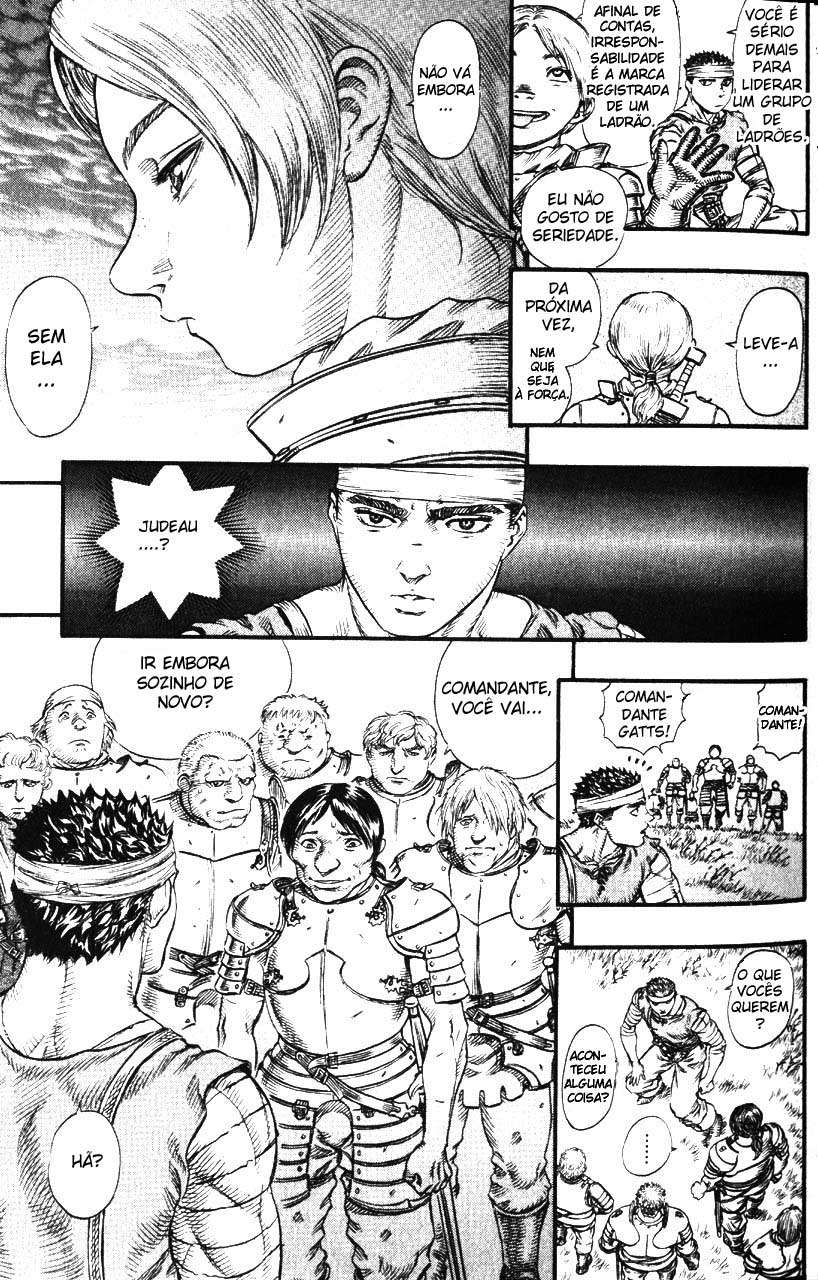 VOCÊ É
SÉRIO
DEMAIS
PARA
LIDERAR
UM GRUPO
DE
LADRÕES.
AFINAL DE
CONTAS,
IRRESPON-
SABILIDADE
É A MARCA
REGISTRADA
DE UM
LADRÃO.
EU NÃO
GOSTO DE
SERIEDADE.
LEVE-A
...
DA
PRÓXIMA
VEZ,
NEM
QUE
SEJA
À FORÇA.
NÃO VÁ
EMBORA
...
SEM
ELA
...
JUDEAU
....?
COMAN-
DANTE!
COMAN-
DANTE
GATTS!
O QUE
VOCÊS
QUEREM
?
ACON-
TECEU
ALGUMA
COISA?
.....
COMANDANTE,
VOCÊ VAI...
IR EMBORA
SOZINHO DE
NOVO?
HÃ?